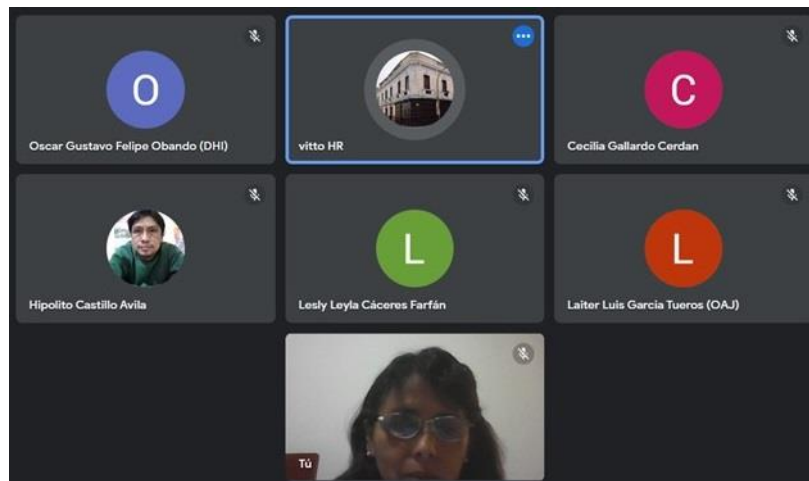 O
Oscar Gustavo Felipe Obando (DHI)
vitto HR
C
Cecilia Gallardo Cerdan
Hipolito Castillo Avila
L
Lesly Leyla Cáceres Farfán
L
Laiter Luis Garcia Tueros (OAJ)
Tú